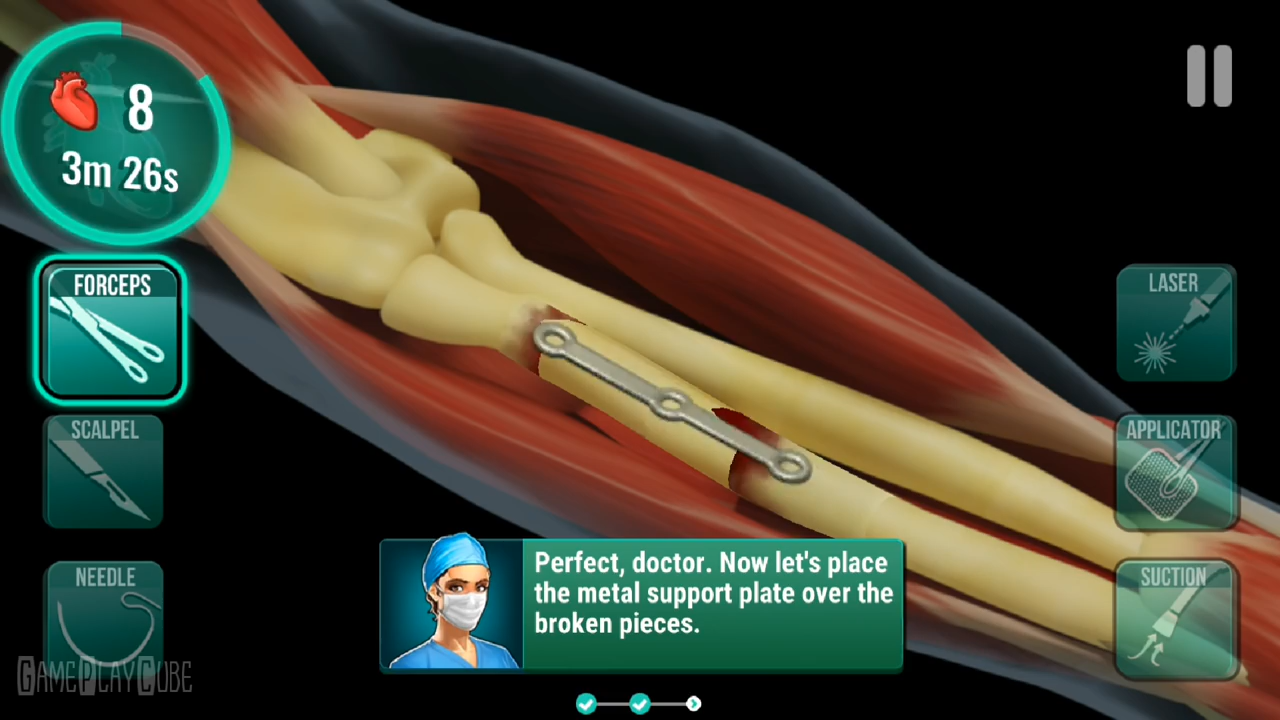 8
3m 26s
FORCEPS
SCALPEL
NEEDLE
LASER
APPLICATOR
SUCTION
Perfect, doctor. Now let's place
the metal support plate over the
broken pieces.
GamePlayCube